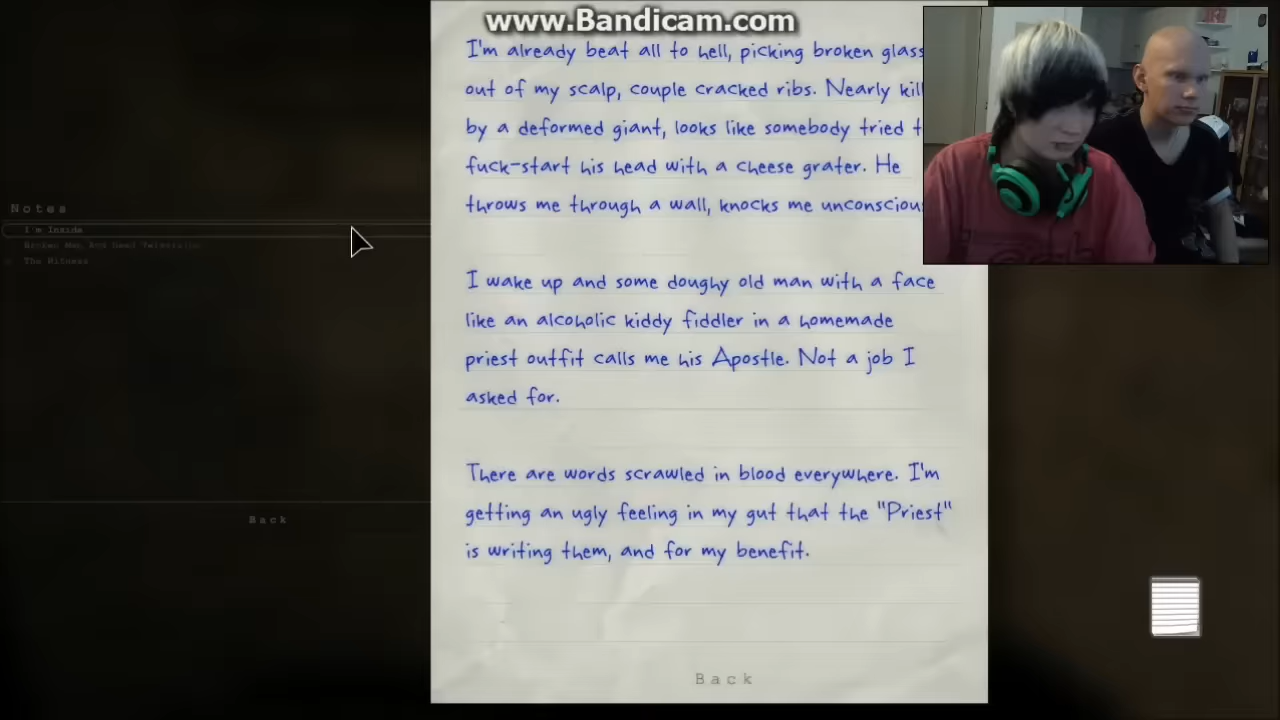 www.Bandicam.com
I'm already beat all to hell, picking broken glass
out of my scalp, couple cracked ribs. Nearly
by a deformed giant, looks like somebody tried
fuck-start his head with a cheese grater. He
throws me through a wall, knocks me unconscious
I wake up and some doughy old man with a face
like an alcoholic kiddy fiddler in a homemade
priest outfit calls me his Apostle. Not a job I
asked for.
There are words scrawled in blood everywhere. I'm
getting an ugly feeling in my gut that the "Priest"
is writing them, and for my benefit.
Back
Notes
I'm Inside
The Witness
Back